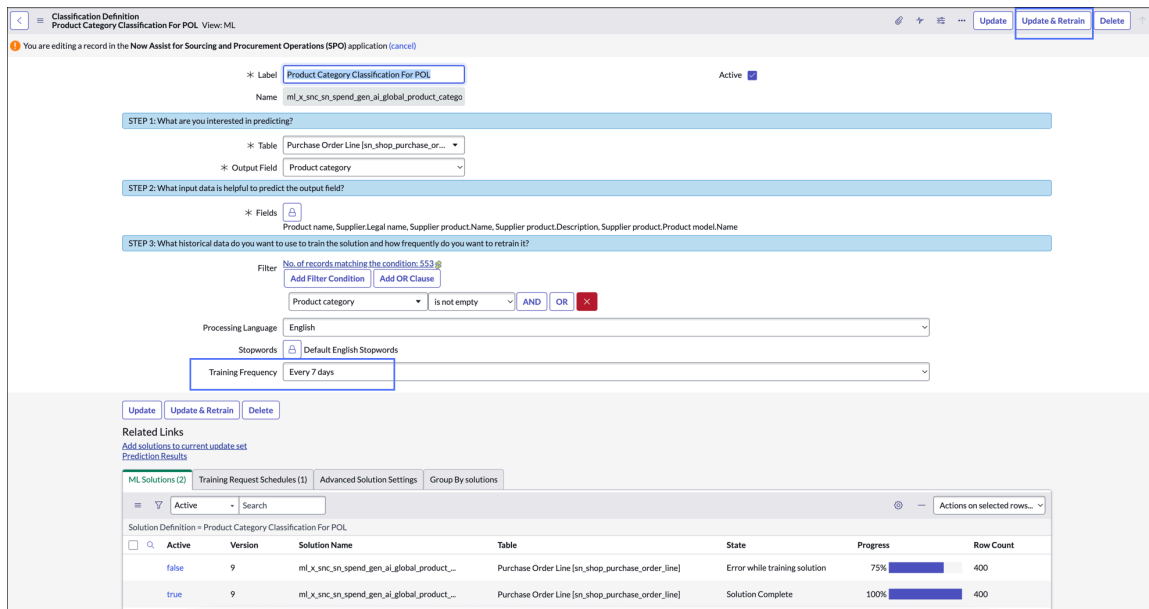 Classification Definition
Product Category Classification For POL View: ML
Update Update & Retrain Delete
You are editing a record in the Now Assist for Sourcing and Procurement Operations (SPO) application (cancel)
Label Product Category Classification For POL
Active
Name ml_x_snc_sn_spend_gen_ai_global_product_catego
STEP 1: What are you interested in predicting?
Table Purchase Order Line [sn_shop_purchase_or...
Output Field Product category
STEP 2: What input data is helpful to predict the output field?
Fields
Product name, Supplier.Legal name, Supplier product.Name, Supplier product.Description, Supplier product.Product model.Name
STEP 3: What historical data do you want to use to train the solution and how frequently do you want to retrain it?
Filter No. of records matching the condition: 553
Add Filter Condition Add OR Clause
Product category is not empty AND OR
Processing Language English
Stopwords Default English Stopwords
Training Frequency Every 7 days
Update Update & Retrain Delete
Related Links
Add solutions to current update set
Prediction Results
ML Solutions (2) Training Request Schedules (1) Advanced Solution Settings Group By solutions
Active Search Actions on selected rows...
Solution Definition = Product Category Classification For POL
Active Version Solution Name Table State Progress Row Count
false 9 ml_x_snc_sn_spend_gen_ai_global_product_... Purchase Order Line [sn_shop_purchase_order_line] Error while training solution 75% 400
true 9 ml_x_snc_sn_spend_gen_ai_global_product_... Purchase Order Line [sn_shop_purchase_order_line] Solution Complete 100% 400